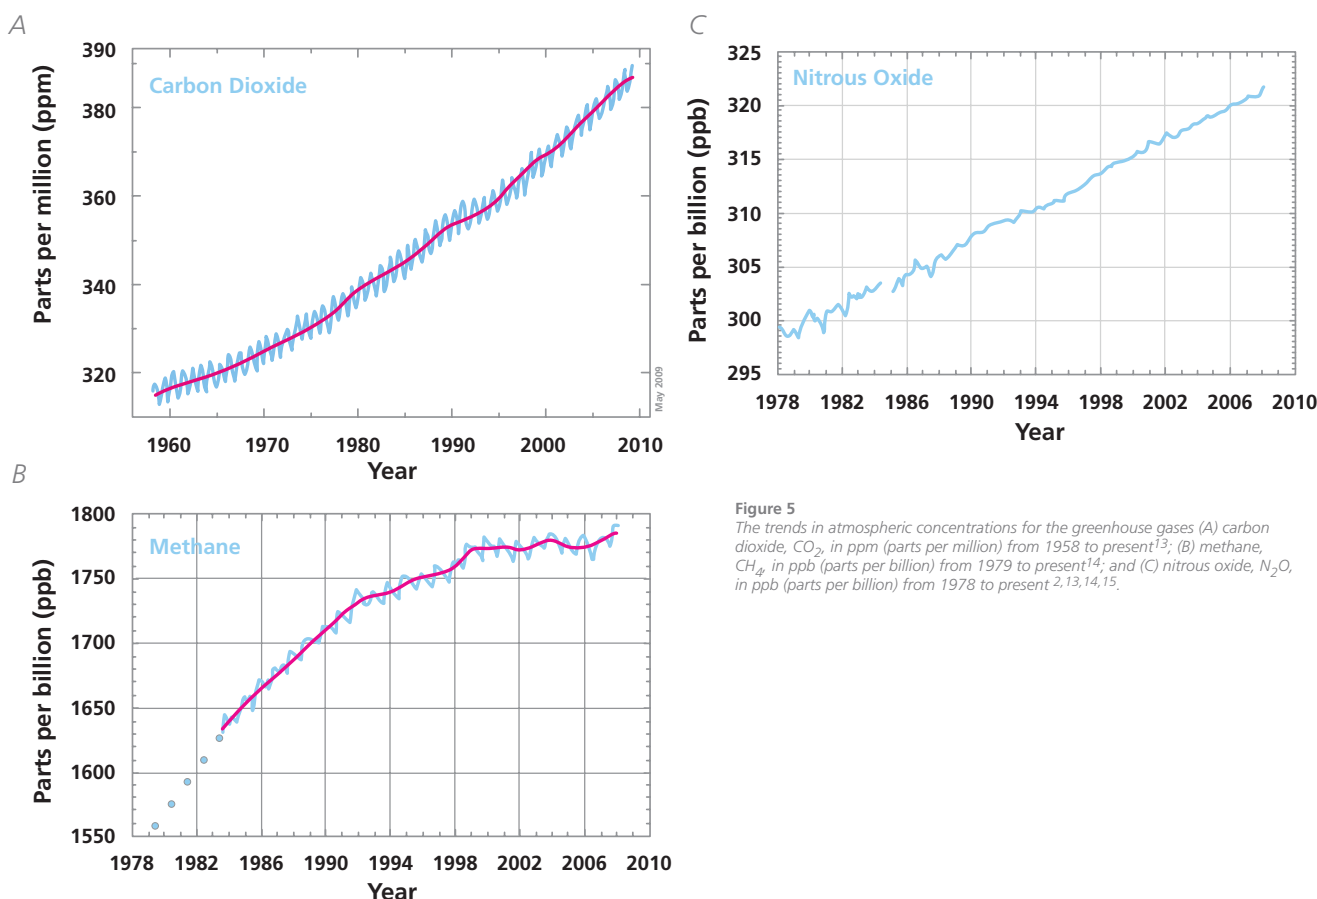 A
Carbon Dioxide
Parts per million (ppm)
390
380
360
340
320
1960 1970 1980 1990 2000 2010
Year
May 2009
C
Nitrous Oxide
Parts per billion (ppb)
325
320
315
310
305
300
295
1978 1982 1986 1990 1994 1998 2002 2006 2010
Year
B
Methane
Parts per billion (ppb)
1800
1750
1700
1650
1600
1550
1978 1982 1986 1990 1994 1998 2002 2006 2010
Year
Figure 5
The trends in atmospheric concentrations for the greenhouse gases (A) carbon
dioxide, CO2, in ppm (parts per million) from 1958 to present13; (B) methane,
CH4, in ppb (parts per billion) from 1979 to present14; and (C) nitrous oxide, N2O,
in ppb (parts per billion) from 1978 to present 2,13,14,15.